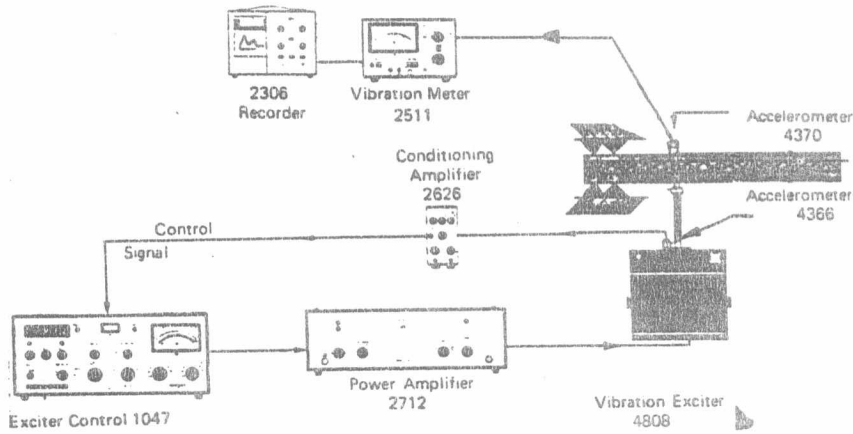 2306
Recorder
Vibration Meter
2511
Accelerometer
4370
Conditioning
Amplifier
2626
Accelerometer
4366
Control
Signal
Exciter Control 1047
Power Amplifier
2712
Vibration Exciter
4808